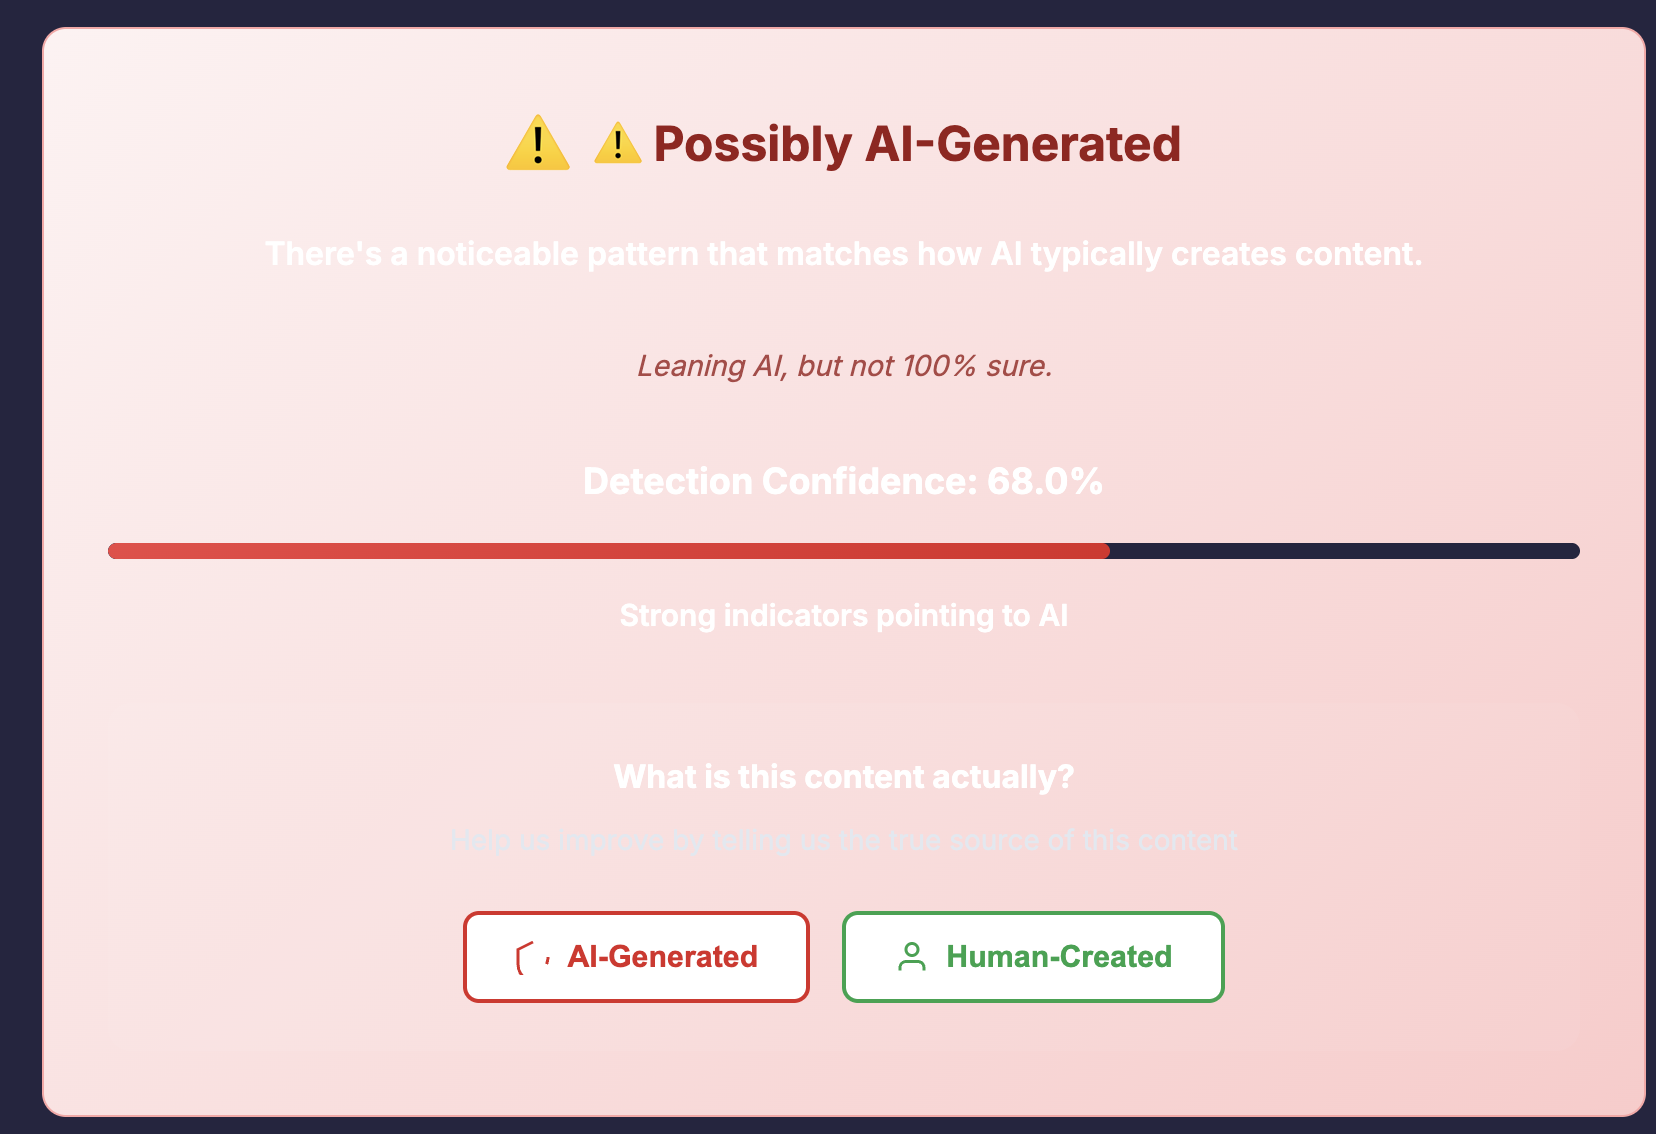 ⚠️ ⚠️ Possibly AI-Generated
There's a noticeable pattern that matches how AI typically creates content.
Leaning AI, but not 100% sure.
Detection Confidence: 68.0%
Strong indicators pointing to AI
What is this content actually?
Help us improve by telling us the true source of this content
AI-Generated
Human-Created